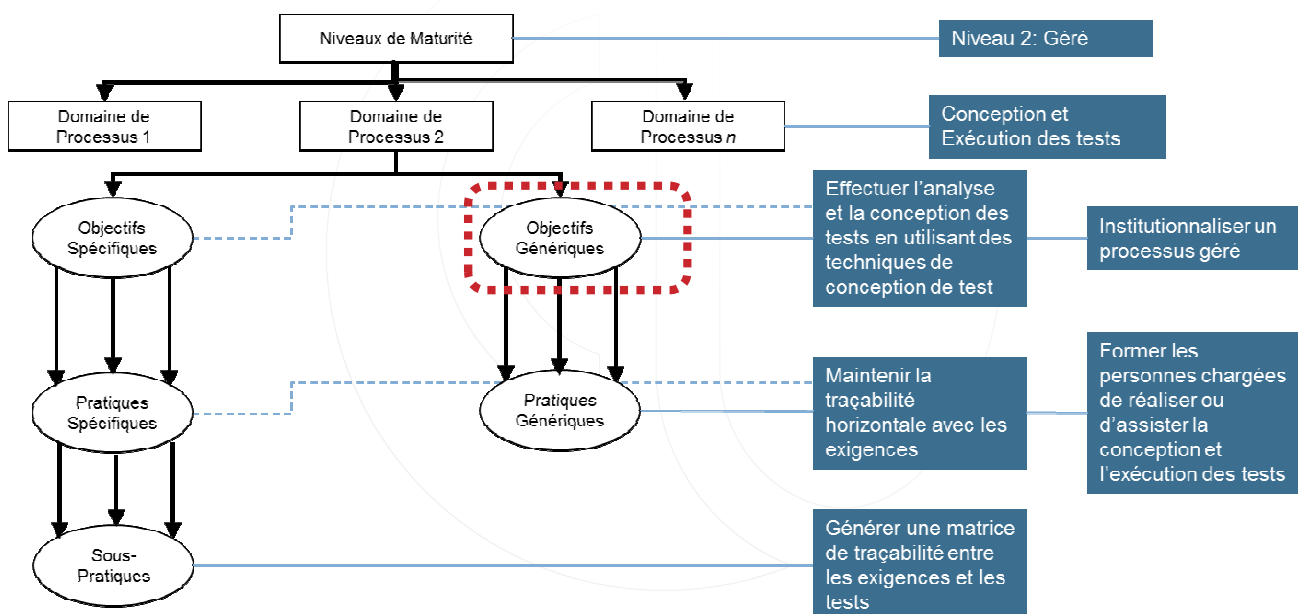 Niveaux de Maturité
Niveau 2: Géré
Domaine de
Processus 1
Domaine de
Processus 2
Domaine de
Processus n
Conception et
Exécution des tests
Objectifs
Spécifiques
Objectifs
Génériques
Effectuer l'analyse
et la conception des
tests en utilisant des
techniques de
conception de test
Institutionnaliser un
processus géré
Pratiques
Spécifiques
Pratiques
Génériques
Maintenir la
traçabilité
horizontale avec les
exigences
Former les
personnes chargées
de réaliser ou
d'assister la
conception et
l'exécution des tests
Sous-
Pratiques
Générer une matrice
de traçabilité entre
les exigences et les
tests